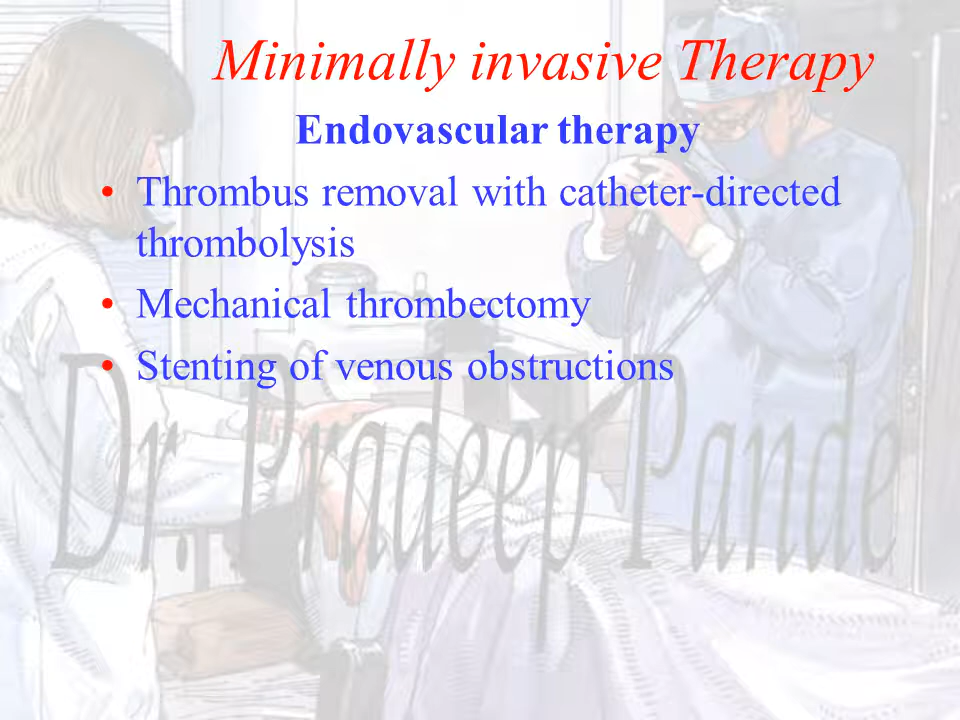 Minimally invasive Therapy
Endovascular therapy
• Thrombus removal with catheter-directed
thrombolysis
• Mechanical thrombectomy
• Stenting of venous obstructions
Dr. Pradeep Pande